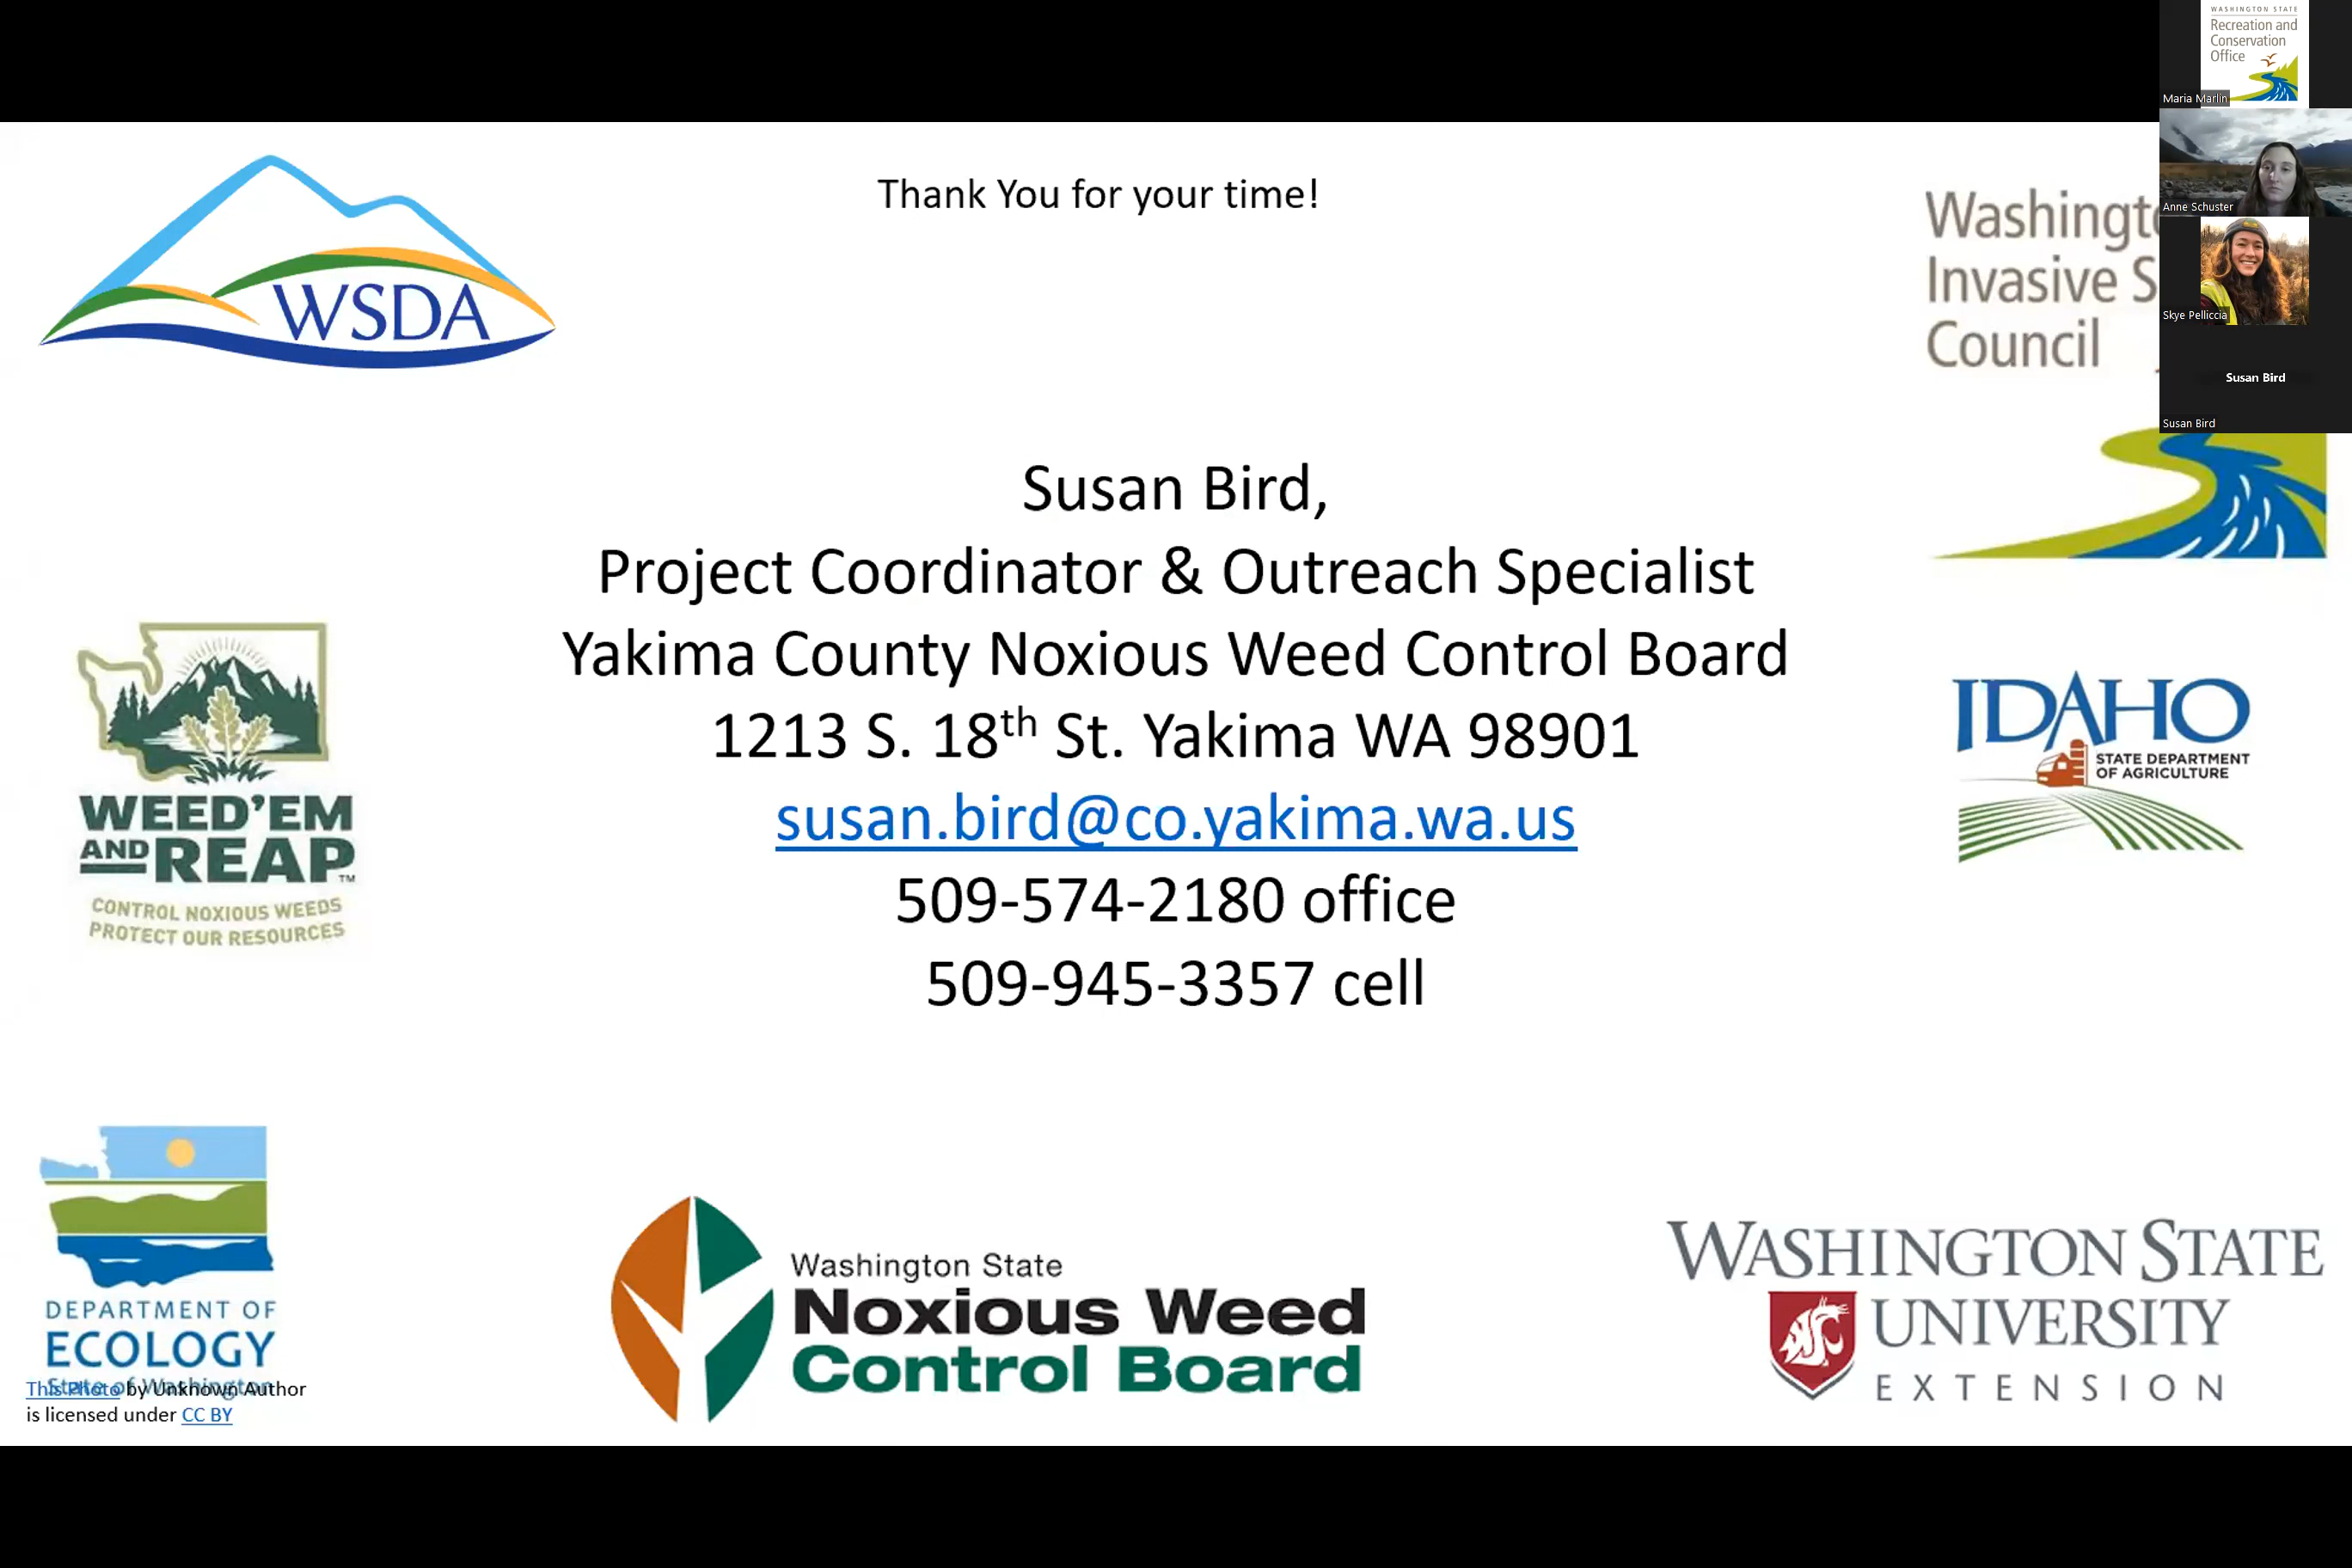 WASHINGTON STATE
Recreation and
Conservation
Office
Maria Marlin
Anne Schuster
Skye Pelliccia
Susan Bird
Susan Bird
Thank You for your time!
WSDA
Washingt
Invasive S
Council
Susan Bird,
Project Coordinator & Outreach Specialist
Yakima County Noxious Weed Control Board
1213 S. 18th St. Yakima WA 98901
susan.bird@co.yakima.wa.us
509-574-2180 office
509-945-3357 cell
WEED'EM
AND REAP™
CONTROL NOXIOUS WEEDS
PROTECT OUR RESOURCES
IDAHO
STATE DEPARTMENT
OF AGRICULTURE
DEPARTMENT OF
ECOLOGY
State of Washington
This Photo by Unknown Author
is licensed under CC BY
Washington State
Noxious Weed
Control Board
WASHINGTON STATE
UNIVERSITY
EXTENSION